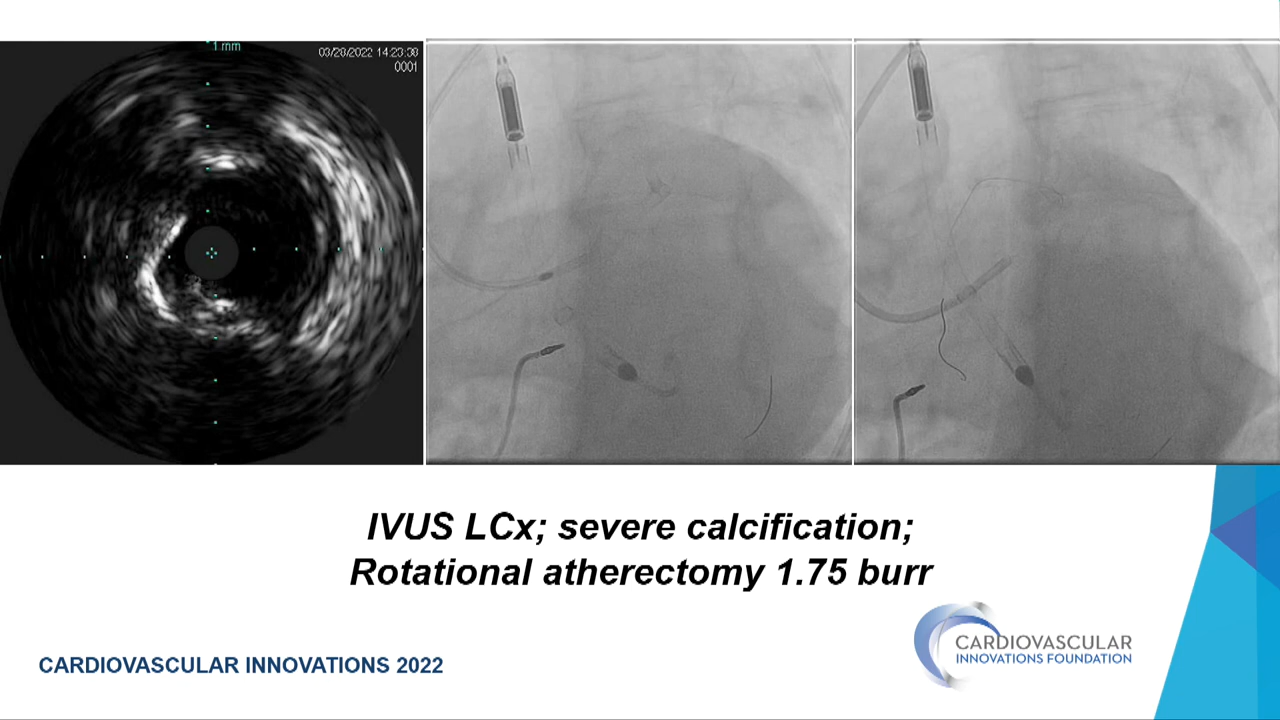 1 mm
03/28/2022 14:23:38
0001
IVUS LCx; severe calcification;
Rotational atherectomy 1.75 burr
CARDIOVASCULAR INNOVATIONS 2022
CARDIOVASCULAR
INNOVATIONS FOUNDATION